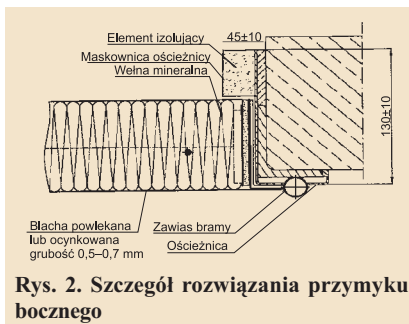 Element izolujący
45±10
Maskownica ościeżnicy
Wełna mineralna
130±10
Blacha powlekana
lub ocynkowana
grubość 0,5–0,7 mm
Zawias bramy
Ościeżnica
Rys. 2. Szczegół rozwiązania przymyku
bocznego